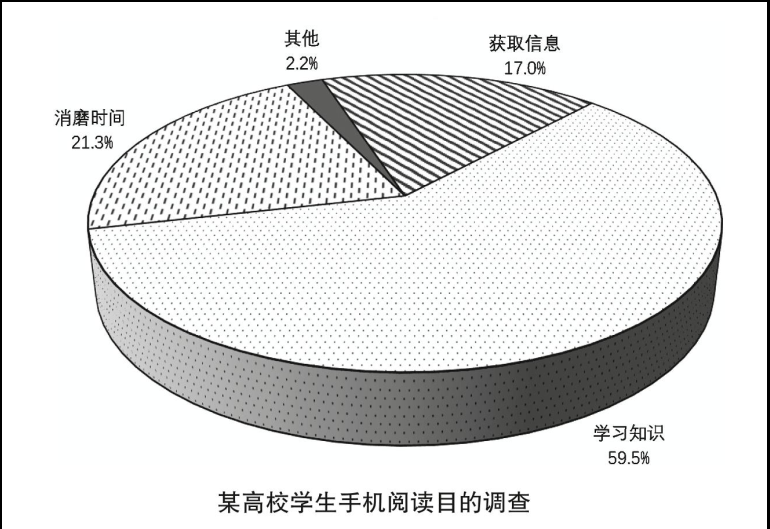 其他
2.2%
获取信息
17.0%
消磨时间
21.3%
学习知识
59.5%
某高校学生手机阅读目的调查